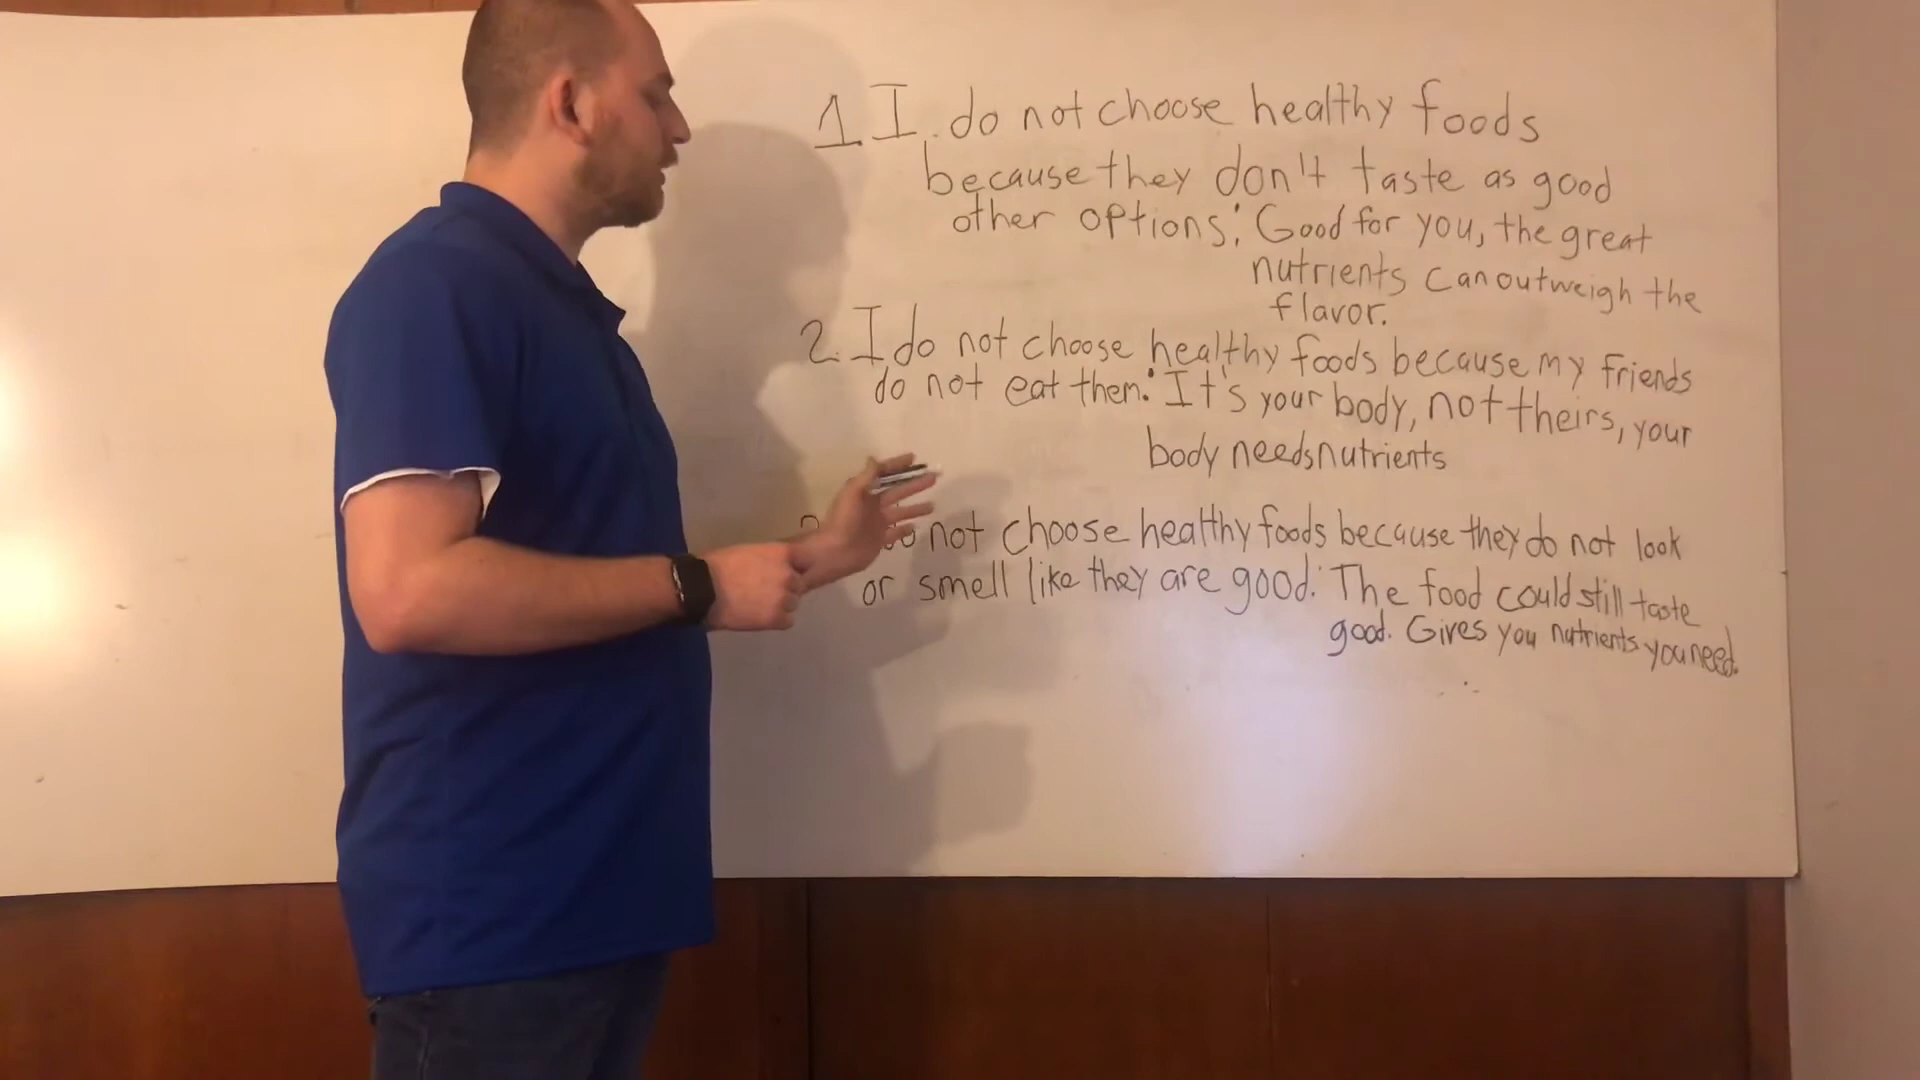 1 I do not choose healthy foods
because they don't taste as good
other options: Good for you, the great
nutrients can outweigh the
flavor.
2. I do not choose healthy foods because my friends
do not eat them: It's your body, not theirs, your
body needs nutrients
not choose healthy foods because they do not look
or smell like they are good: The food could still taste
good. Gives you nutrients you need.